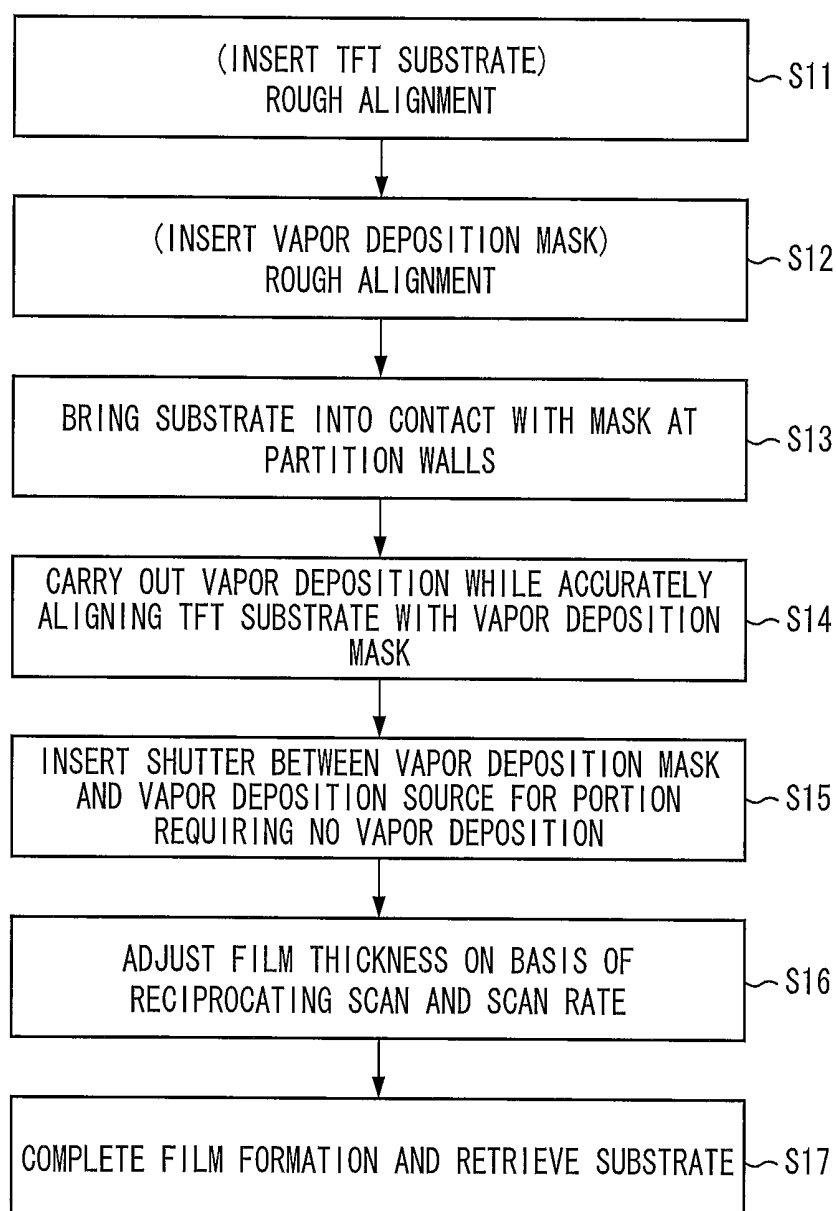 (INSERT TFT SUBSTRATE)
ROUGH ALIGNMENT
S11
(INSERT VAPOR DEPOSITION MASK)
ROUGH ALIGNMENT
S12
BRING SUBSTRATE INTO CONTACT WITH MASK AT
PARTITION WALLS
S13
CARRY OUT VAPOR DEPOSITION WHILE ACCURATELY
ALIGNING TFT SUBSTRATE WITH VAPOR DEPOSITION
MASK
S14
INSERT SHUTTER BETWEEN VAPOR DEPOSITION MASK
AND VAPOR DEPOSITION SOURCE FOR PORTION
REQUIRING NO VAPOR DEPOSITION
S15
ADJUST FILM THICKNESS ON BASIS OF
RECIPROCATING SCAN AND SCAN RATE
S16
COMPLETE FILM FORMATION AND RETRIEVE SUBSTRATE
S17